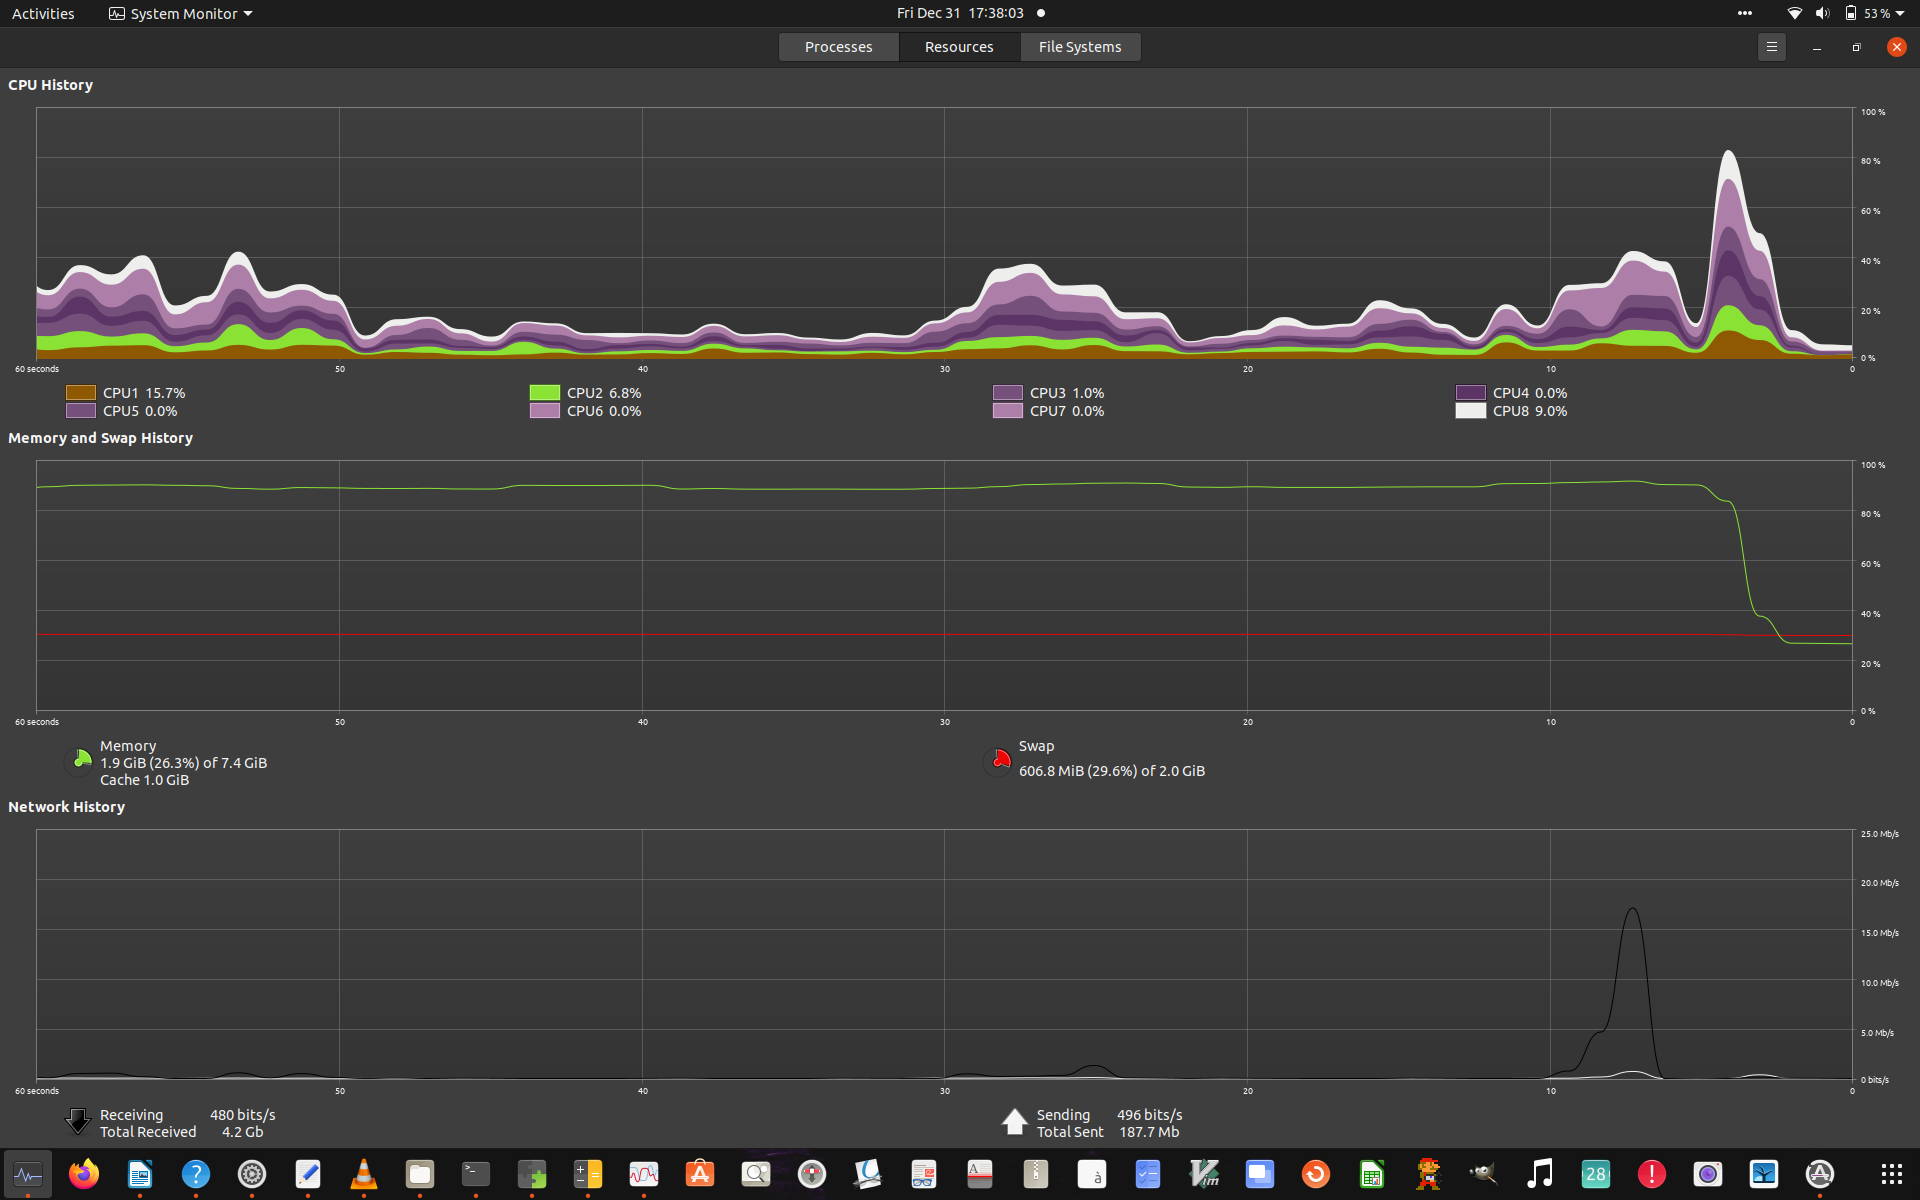 Activities System Monitor Fri Dec 31 17:38:03 53 %
Processes Resources File Systems
CPU History
100 %
80 %
60 %
40 %
20 %
0 %
60 seconds 50 40 30 20 10 0
CPU1 15.7% CPU2 6.8% CPU3 1.0% CPU4 0.0%
CPU5 0.0% CPU6 0.0% CPU7 0.0% CPU8 9.0%
Memory and Swap History
100 %
80 %
60 %
40 %
20 %
0 %
60 seconds 50 40 30 20 10 0
Memory
1.9 GiB (26.3%) of 7.4 GiB
Cache 1.0 GiB
Swap
606.8 MiB (29.6%) of 2.0 GiB
Network History
25.0 Mb/s
20.0 Mb/s
15.0 Mb/s
10.0 Mb/s
5.0 Mb/s
0 bits/s
60 seconds 50 40 30 20 10 0
Receiving 480 bits/s
Total Received 4.2 Gb
Sending 496 bits/s
Total Sent 187.7 Mb
28